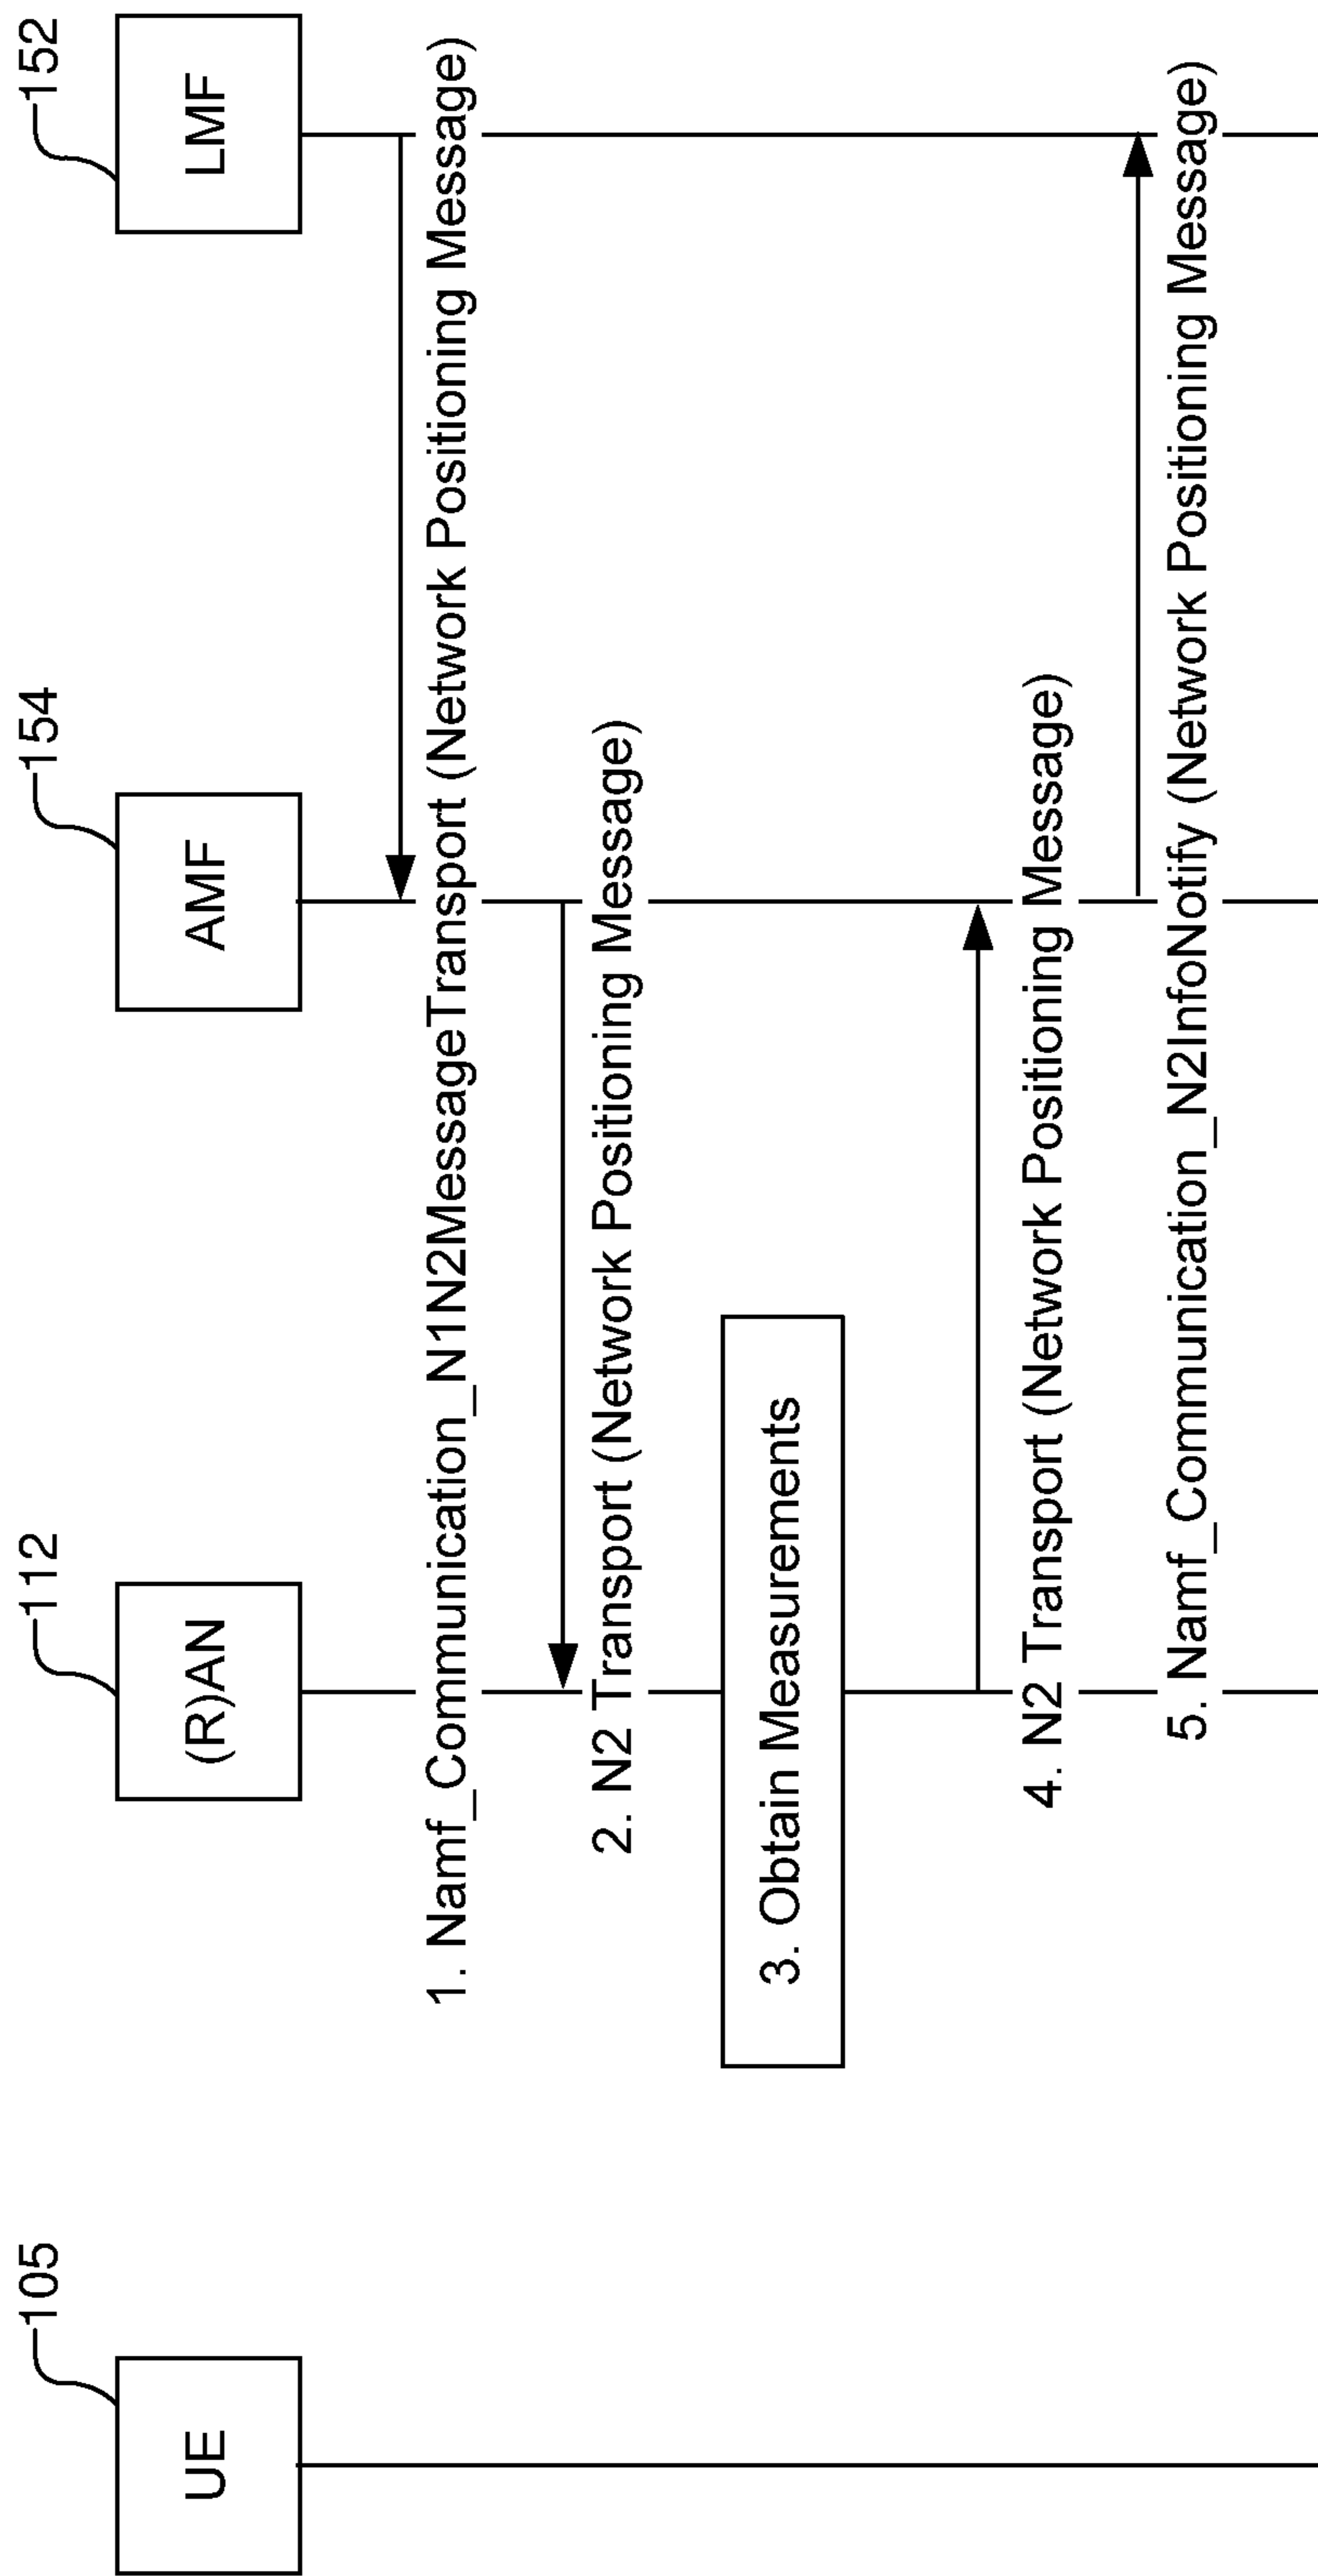 105
112
154
152
UE
(R)AN
AMF
LMF
1. Namf_Communication_N1N2MessageTransport (Network Positioning Message)
2. N2 Transport (Network Positioning Message)
3. Obtain Measurements
4. N2 Transport (Network Positioning Message)
5. Namf_Communication_N2InfoNotify (Network Positioning Message)